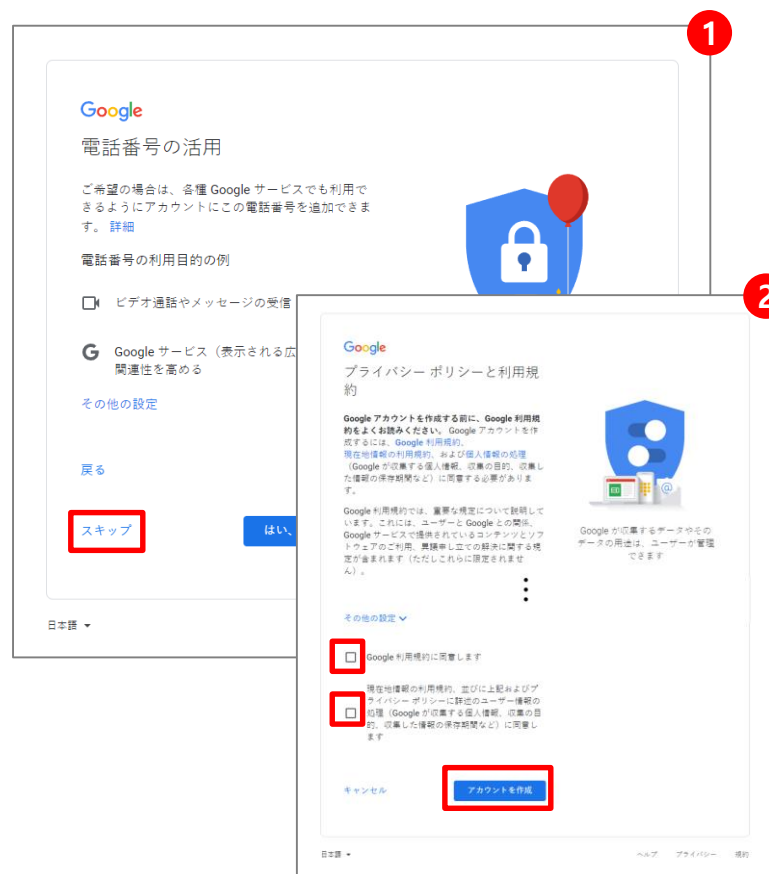 1
Google
電話番号の活用
ご希望の場合は、各種 Google サービスでも利用で
きるようにアカウントにこの電話番号を追加できま
す。 詳細
電話番号の利用目的の例
ビデオ通話やメッセージの受信
Google サービス（表示される広
関連性を高める
その他の設定
戻る
スキップ
はい、
日本語
2
Google
プライバシー ポリシーと利用規
約
Google アカウントを作成する前に、Google 利用規
約をよくお読みください。 Google アカウントを作
成するには、Google 利用規約、
現在地情報の利用規約、および個人情報の処理
（Google が収集する個人情報、収集の目的、収集し
た情報の保存期間など）に同意する必要がありま
す。
Google 利用規約では、重要な規定について説明して
います。これには、ユーザーと Google との関係、
Google サービスで提供されているコンテンツとソフ
トウェアのご利用、異議申し立ての解決に関する規
定が含まれます（ただしこれらに限定されませ
ん）。
その他の設定
Google 利用規約に同意します
現在地情報の利用規約、並びに上記およびプ
ライバシー ポリシーに詳述のユーザー情報の
処理（Google が収集する個人情報、収集の目
的、収集した情報の保存期間など）に同意し
ます
キャンセル
アカウントを作成
Google が収集するデータやその
データの用途は、ユーザーが管理
できます
日本語
ヘルプ プライバシー 規約